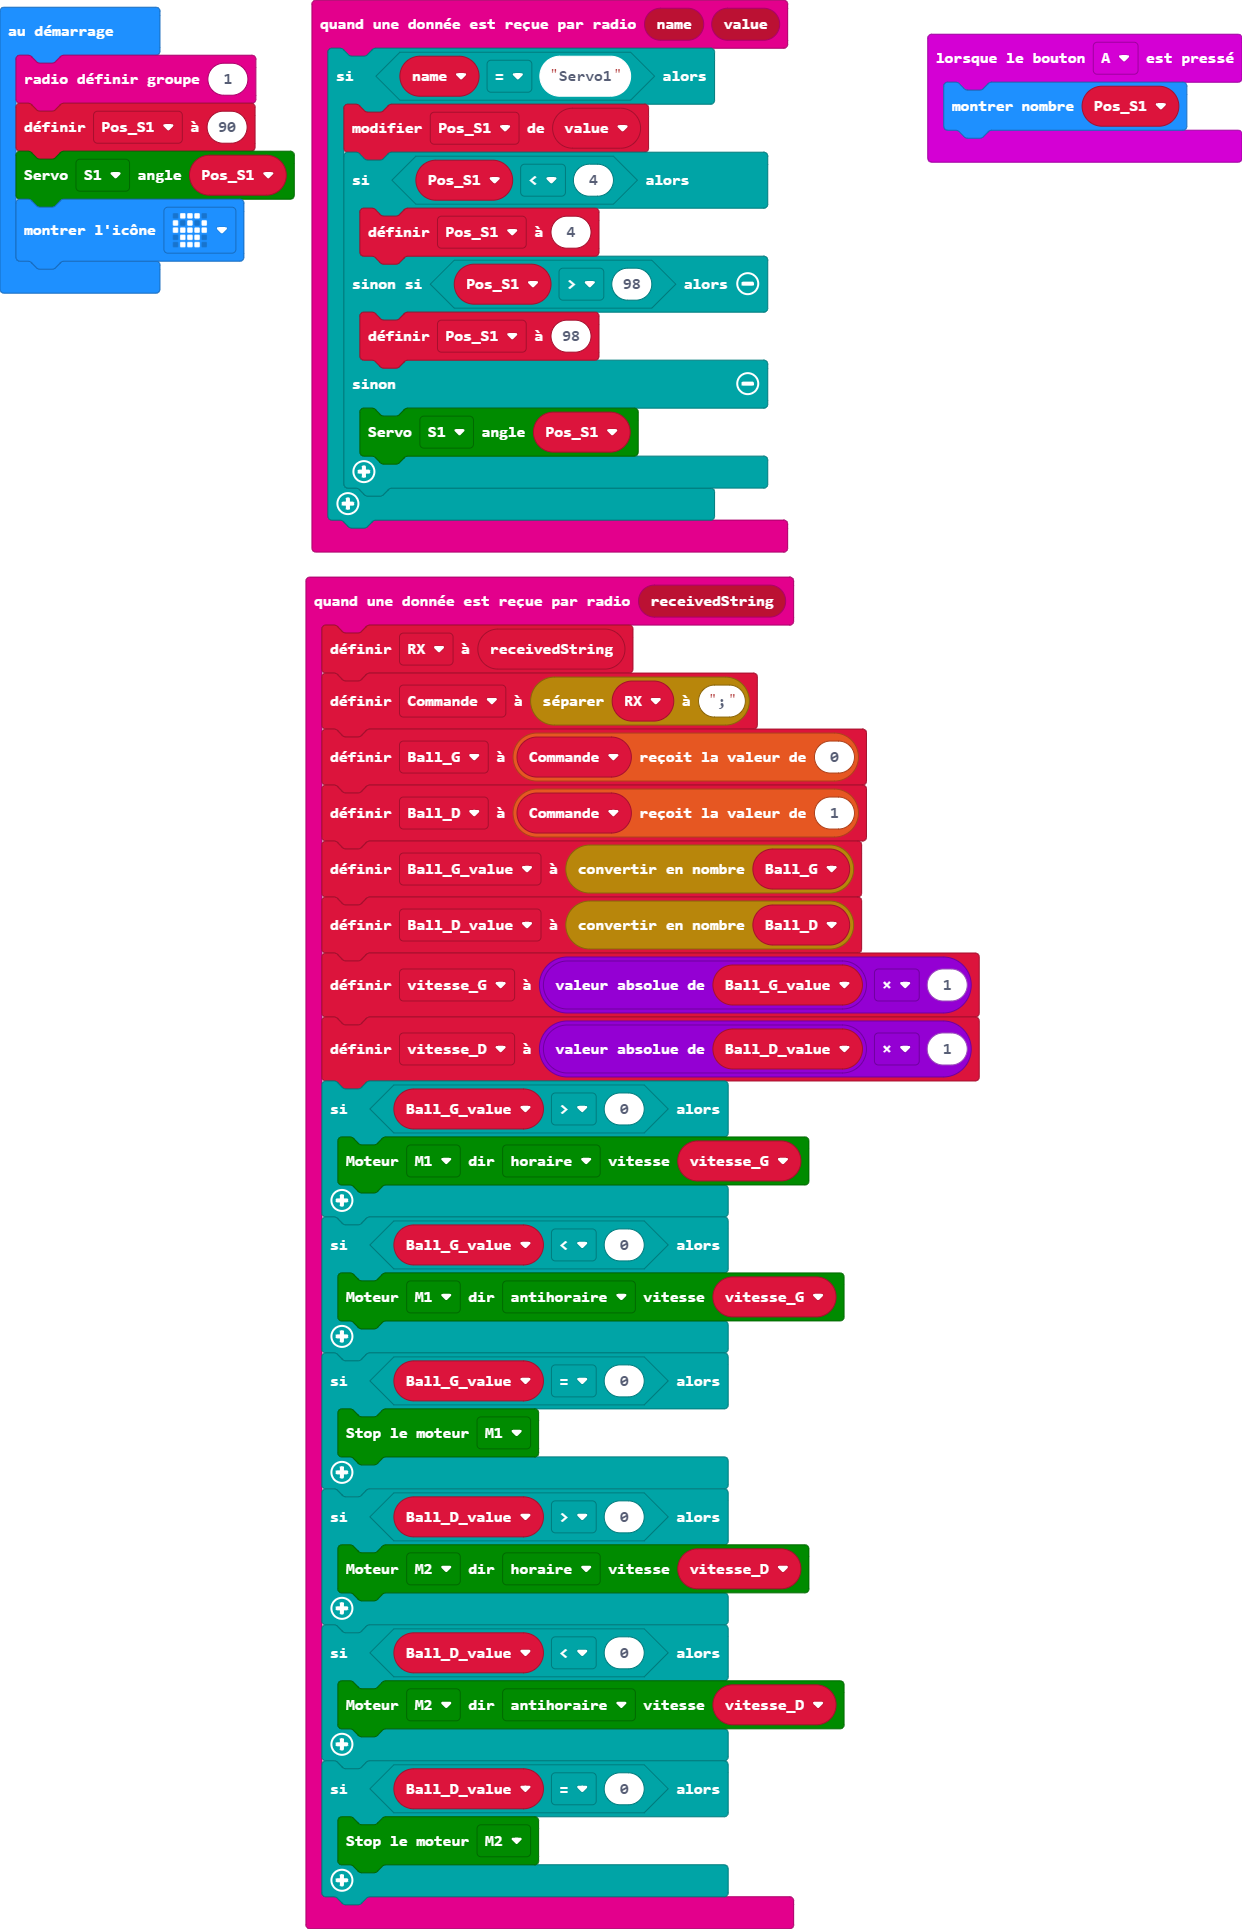 au démarrage
radio définir groupe 1
définir Pos_S1 à 90
Servo S1 angle Pos_S1
montrer l'icône
quand une donnée est reçue par radio name value
si name = "Servo1" alors
modifier Pos_S1 de value
si Pos_S1 < 4 alors
définir Pos_S1 à 4
sinon si Pos_S1 > 98 alors
définir Pos_S1 à 98
sinon
Servo S1 angle Pos_S1
lorsque le bouton A est pressé
montrer nombre Pos_S1
quand une donnée est reçue par radio receivedString
définir RX à receivedString
définir Commande à séparer RX à ";"
définir Ball_G à Commande reçoit la valeur de 0
définir Ball_D à Commande reçoit la valeur de 1
définir Ball_G_value à convertir en nombre Ball_G
définir Ball_D_value à convertir en nombre Ball_D
définir vitesse_G à valeur absolue de Ball_G_value × 1
définir vitesse_D à valeur absolue de Ball_D_value × 1
si Ball_G_value > 0 alors
Moteur M1 dir horaire vitesse vitesse_G
si Ball_G_value < 0 alors
Moteur M1 dir antihoraire vitesse vitesse_G
si Ball_G_value = 0 alors
Stop le moteur M1
si Ball_D_value > 0 alors
Moteur M2 dir horaire vitesse vitesse_D
si Ball_D_value < 0 alors
Moteur M2 dir antihoraire vitesse vitesse_D
si Ball_D_value = 0 alors
Stop le moteur M2